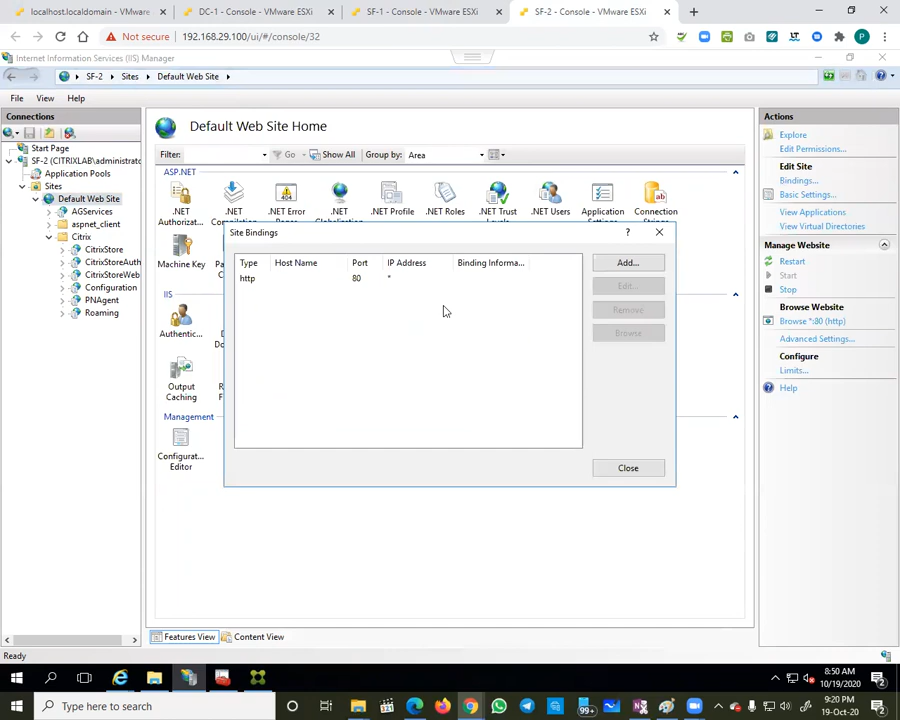 localhost.localdomain - VMware
DC-1 - Console - VMware ESXi
SF-1 - Console - VMware ESXi
SF-2 - Console - VMware ESXi
Not secure
192.168.29.100/ui/#/console/32
Internet Information Services (IIS) Manager
SF-2
Sites
Default Web Site
File View Help
Connections
Start Page
SF-2 (CITRIXLAB\administrato
Application Pools
Sites
Default Web Site
AGServices
aspnet_client
Citrix
CitrixStore
CitrixStoreAuth
CitrixStoreWeb
Configuration
PNAgent
Roaming
Default Web Site Home
Filter:
Go
Show All
Group by: Area
ASP.NET
.NET Authorizat...
.NET
.NET Error
.NET
.NET Profile
.NET Roles
.NET Trust
.NET Users
Application Settings
Connection Strings
Machine Key
IIS
Authentic...
Output Caching
Management
Configurat... Editor
Site Bindings
?
Type Host Name Port IP Address Binding Informa...
http 80 *
Add...
Edit...
Remove
Browse
Close
Features View
Content View
Actions
Explore
Edit Permissions...
Edit Site
Bindings...
Basic Settings...
View Applications
View Virtual Directories
Manage Website
Restart
Start
Stop
Browse Website
Browse *:80 (http)
Advanced Settings...
Configure
Limits...
Help
Ready
8:50 AM
10/19/2020
Type here to search
99+
9:20 PM
19-Oct-20